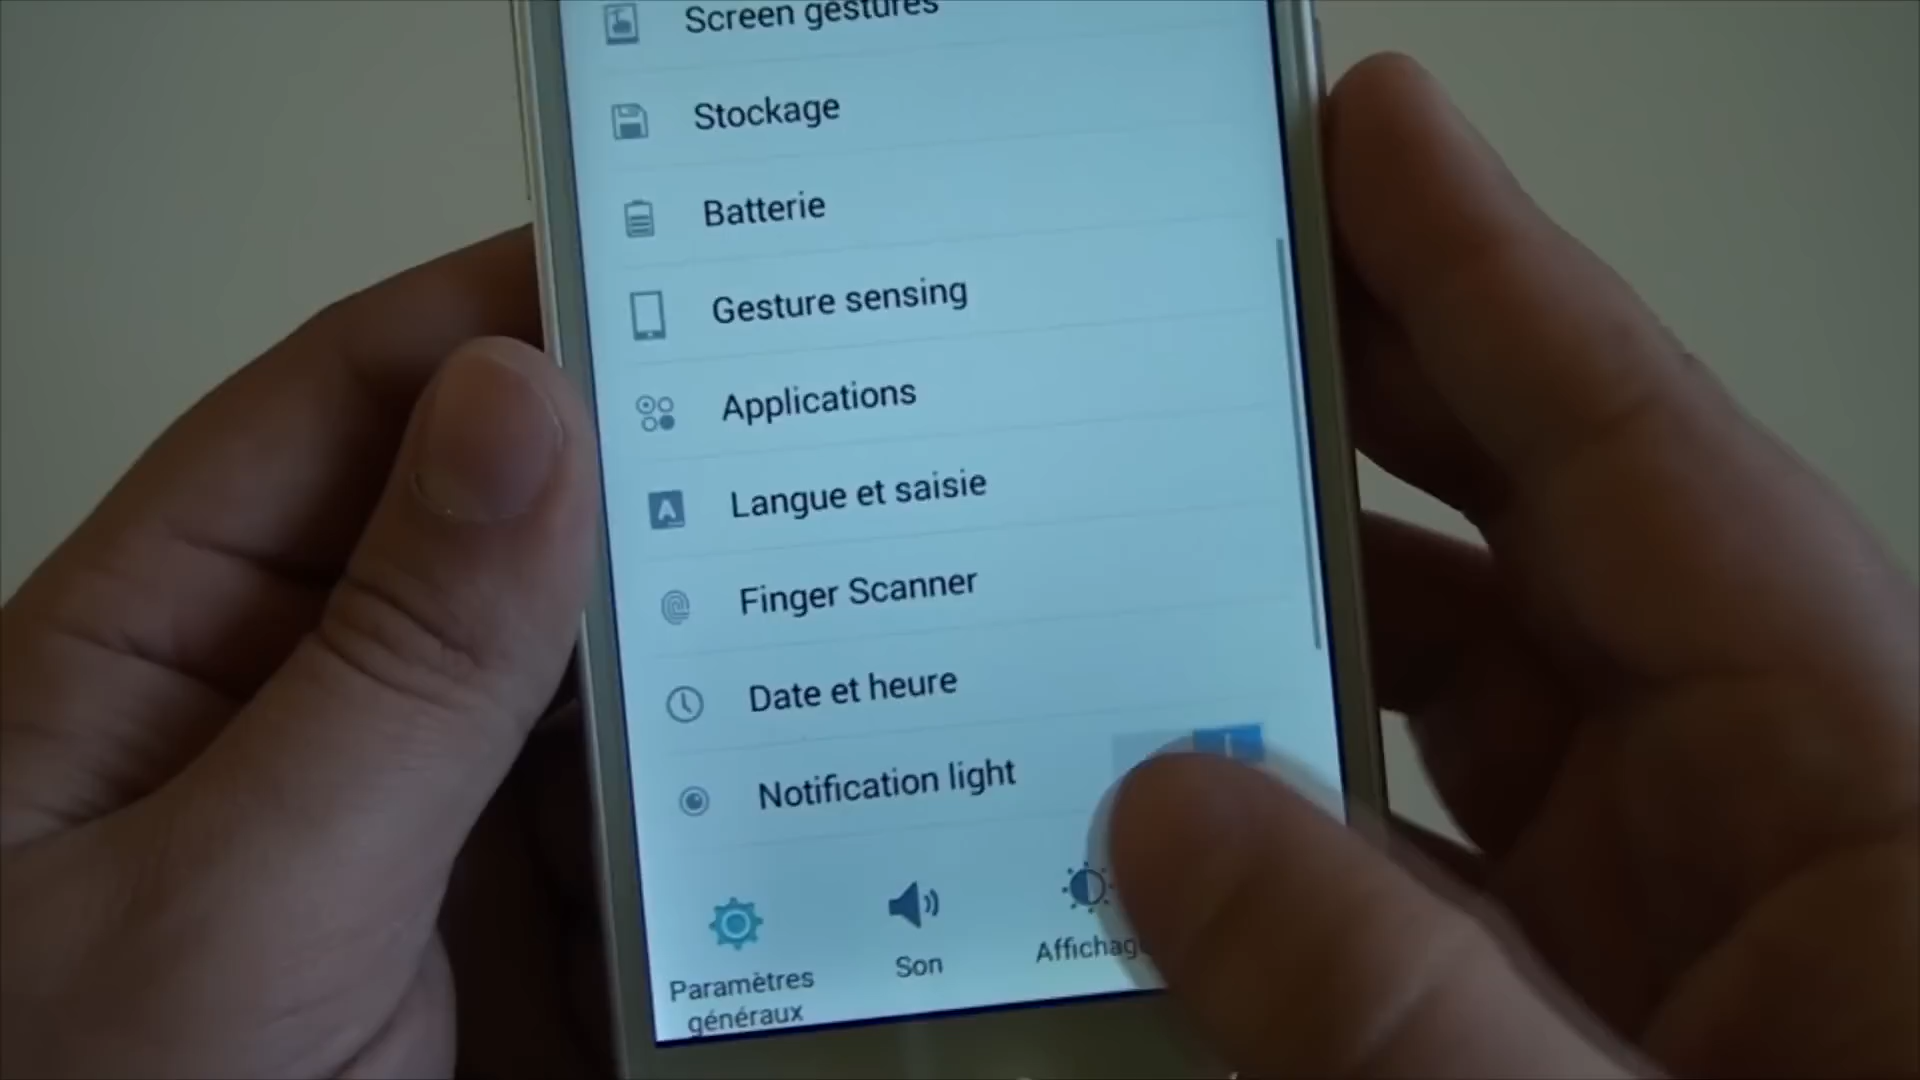 Screen gestures
Stockage
Batterie
Gesture sensing
Applications
Langue et saisie
Finger Scanner
Date et heure
Notification light
Paramètres
généraux
Son
Affichag